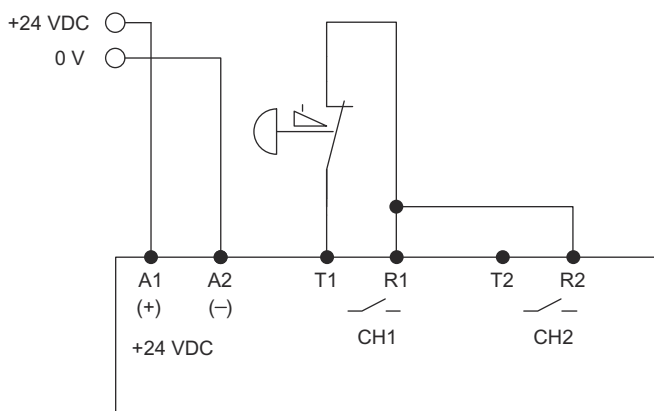 +24 VDC
0 V
A1 A2 T1 R1 T2 R2
(+) (−)
CH1 CH2
+24 VDC